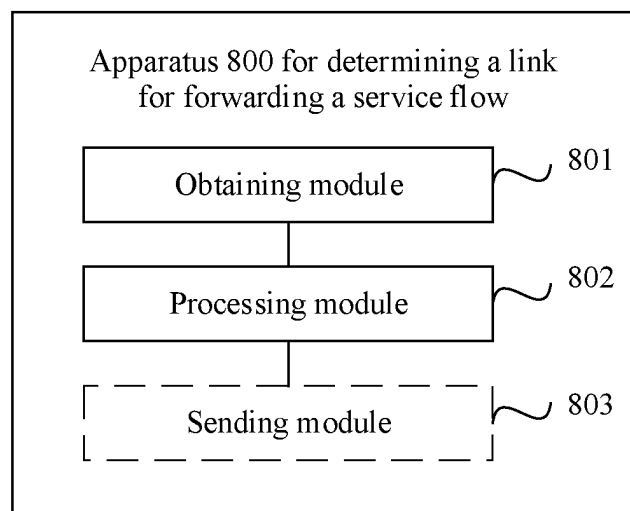 Apparatus 800 for determining a link
for forwarding a service flow
Obtaining module
801
Processing module
802
Sending module
803